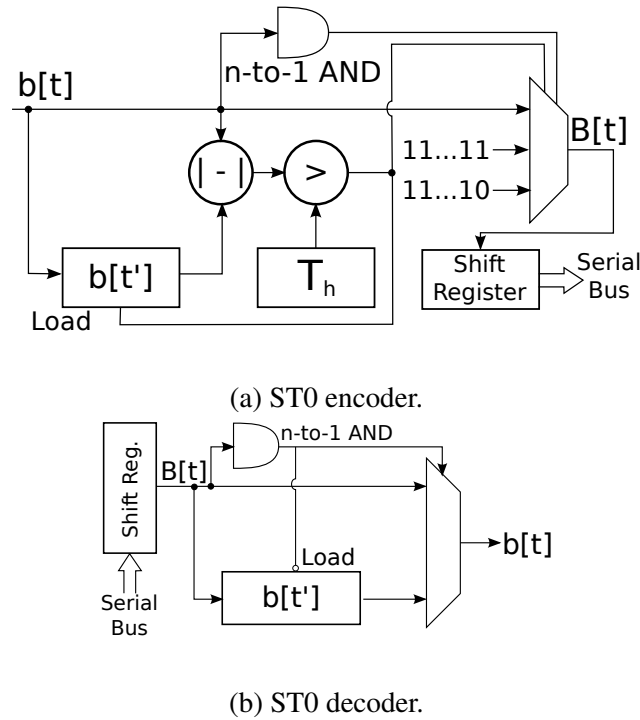 n-to-1 AND
b[t]
B[t]
11...11
| - |
>
11...10
b[t']
T h
Load
Shift
Register
Serial
Bus
(a) ST0 encoder.
Shift Reg.
n-to-1 AND
B[t]
Load
b[t]
b[t']
Serial
Bus
(b) ST0 decoder.